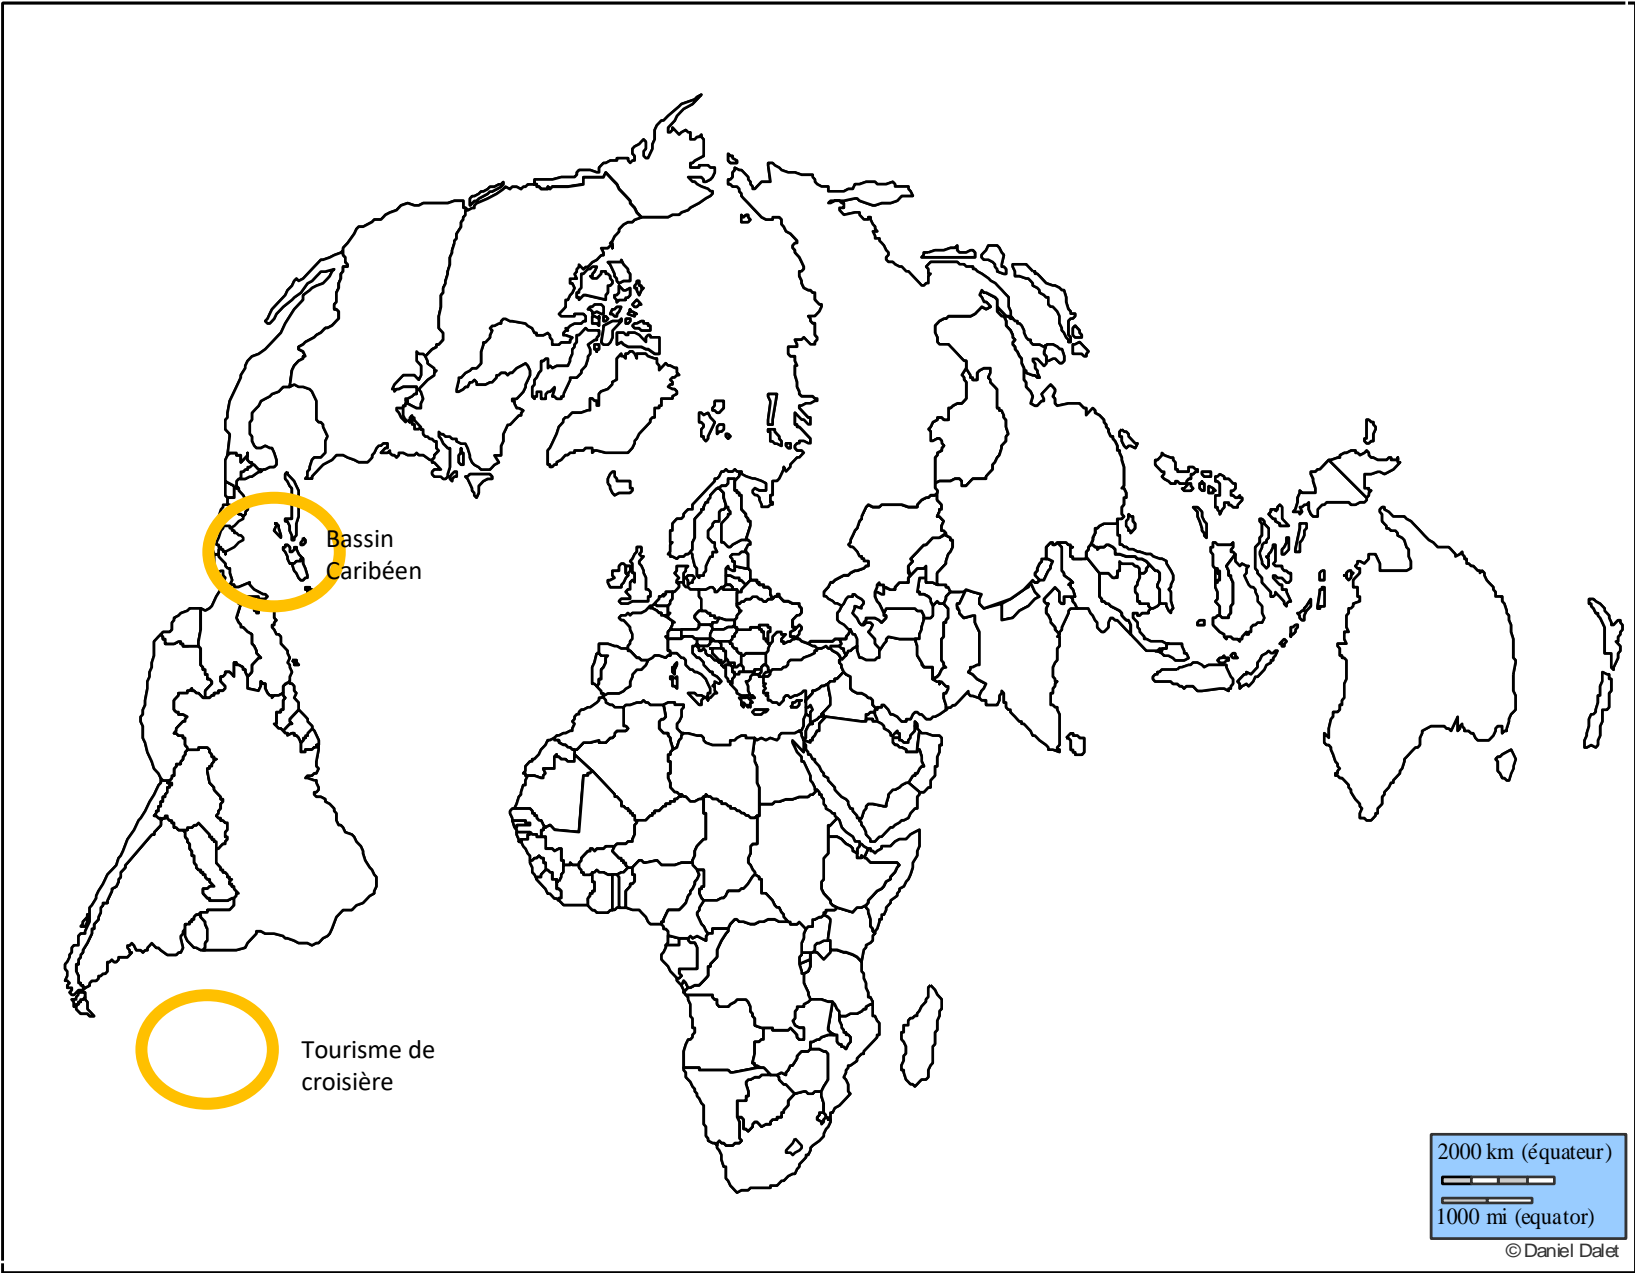 Bassin
Caribéen
Tourisme de
croisière
2000 km (équateur)
1000 mi (equator)
© Daniel Dalet